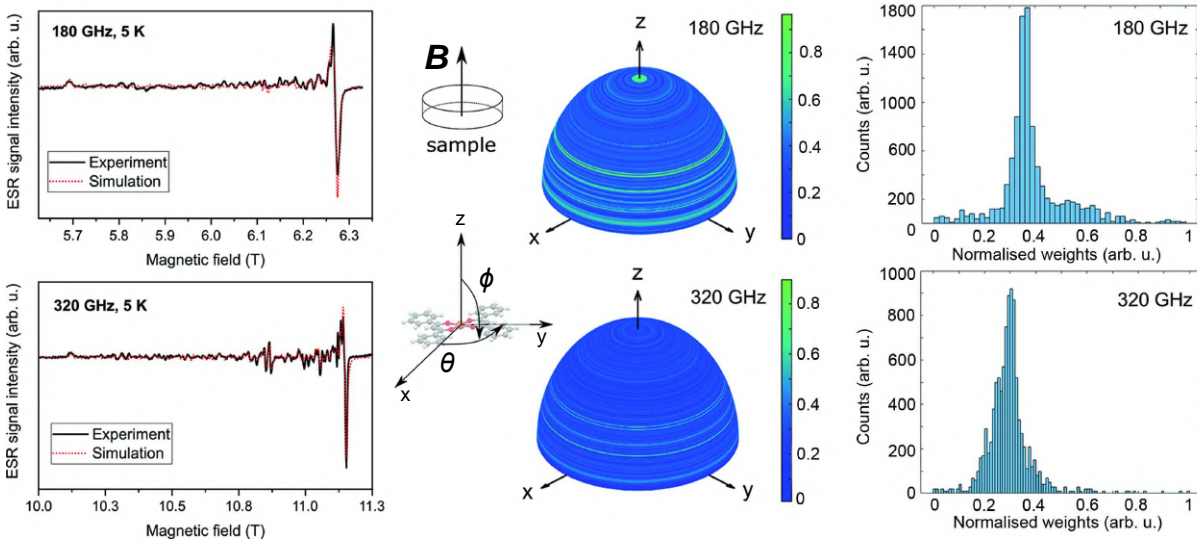 180 GHz, 5 K
ESR signal intensity (arb. u.)
Experiment
Simulation
5.7 5.8 5.9 6.0 6.1 6.2 6.3
Magnetic field (T)
320 GHz, 5 K
ESR signal intensity (arb. u.)
Experiment
Simulation
10.0 10.3 10.5 10.8 11.0 11.3
Magnetic field (T)
B
sample
z
ϕ
y
θ
x
180 GHz
z
x
y
0.8
0.6
0.4
0.2
0
320 GHz
z
x
y
0.8
0.6
0.4
0.2
0
180 GHz
Counts (arb. u.)
1800
1400
1000
600
200
0
0 0.2 0.4 0.6 0.8 1
Normalised weights (arb. u.)
320 GHz
Counts (arb. u.)
1000
800
600
400
200
0
0 0.2 0.4 0.6 0.8 1
Normalised weights (arb. u.)